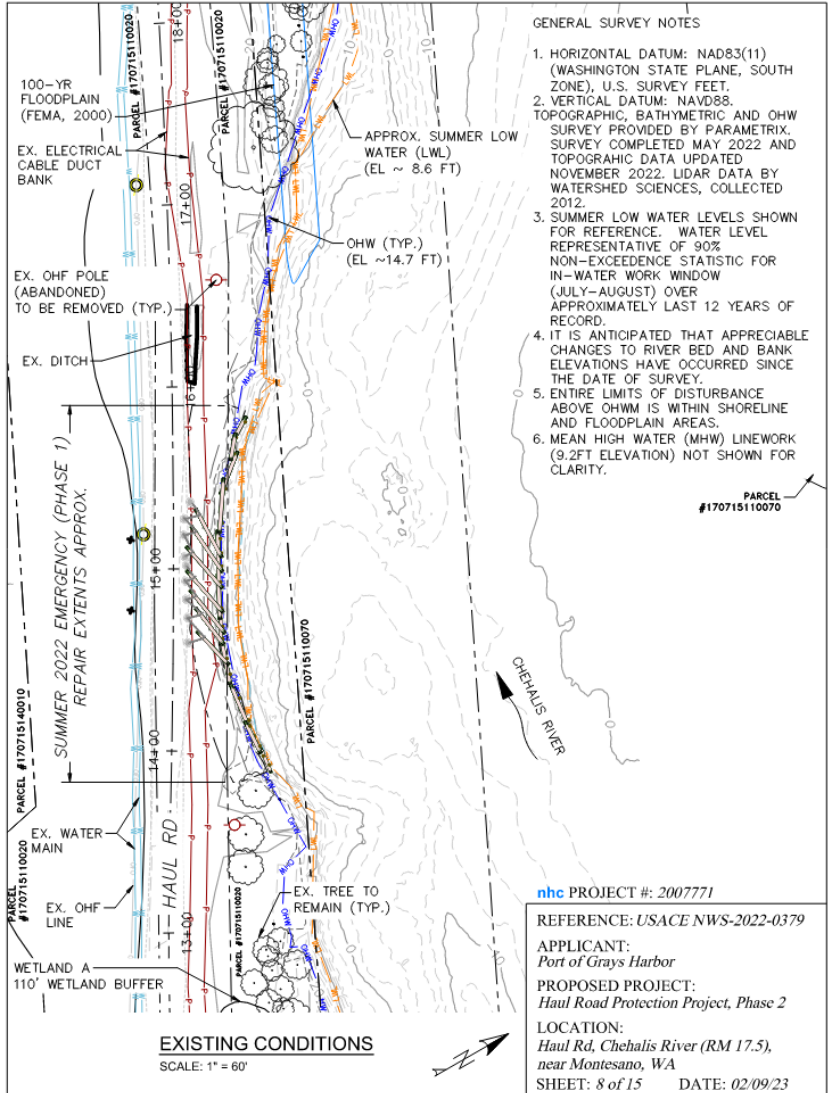 GENERAL SURVEY NOTES
1. HORIZONTAL DATUM: NAD83(11)
(WASHINGTON STATE PLANE, SOUTH
ZONE), U.S. SURVEY FEET.
2. VERTICAL DATUM: NAVD88.
TOPOGRAPHIC, BATHYMETRIC AND OHW
SURVEY PROVIDED BY PARAMETRIX.
SURVEY COMPLETED MAY 2022 AND
TOPOGRAHIC DATA UPDATED
NOVEMBER 2022. LIDAR DATA BY
WATERSHED SCIENCES, COLLECTED
2012.
3. SUMMER LOW WATER LEVELS SHOWN
FOR REFERENCE. WATER LEVEL
REPRESENTATIVE OF 90%
NON-EXCEEDENCE STATISTIC FOR
IN-WATER WORK WINDOW
(JULY-AUGUST) OVER
APPROXIMATELY LAST 12 YEARS OF
RECORD.
4. IT IS ANTICIPATED THAT APPRECIABLE
CHANGES TO RIVER BED AND BANK
ELEVATIONS HAVE OCCURRED SINCE
THE DATE OF SURVEY.
5. ENTIRE LIMITS OF DISTURBANCE
ABOVE OHWM IS WITHIN SHORELINE
AND FLOODPLAIN AREAS.
6. MEAN HIGH WATER (MHW) LINEWORK
(9.2FT ELEVATION) NOT SHOWN FOR
CLARITY.
PARCEL
#170715110070
100-YR
FLOODPLAIN
(FEMA, 2000)
EX. ELECTRICAL
CABLE DUCT
BANK
EX. OHF POLE
(ABANDONED)
TO BE REMOVED (TYP.)
EX. DITCH
APPROX. SUMMER LOW
WATER (LWL)
(EL ~ 8.6 FT)
OHW (TYP.)
(EL ~14.7 FT)
PARCEL #170715110020
PARCEL #170715110020
18+00
17+00
16+00
15+00
14+00
13+00
SUMMER 2022 EMERGENCY (PHASE 1)
REPAIR EXTENTS APPROX.
PARCEL #170715140010
PARCEL #170715110070
CHEHALIS RIVER
HAUL RD
EX. WATER
MAIN
EX. OHF
LINE
PARCEL
#170715110020
PARCEL #170715110020
WETLAND A
110' WETLAND BUFFER
EX. TREE TO
REMAIN (TYP.)
EXISTING CONDITIONS
SCALE: 1" = 60'
nhc PROJECT #: 2007771
REFERENCE: USACE NWS-2022-0379
APPLICANT:
Port of Grays Harbor
PROPOSED PROJECT:
Haul Road Protection Project, Phase 2
LOCATION:
Haul Rd, Chehalis River (RM 17.5),
near Montesano, WA
SHEET: 8 of 15 DATE: 02/09/23